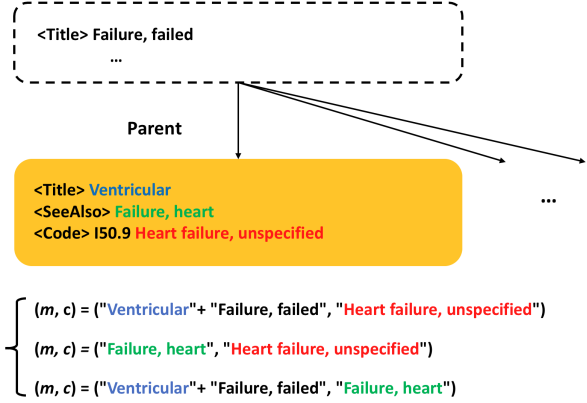 <Title> Failure, failed
...
Parent
<Title> Ventricular
<SeeAlso> Failure, heart
<Code> I50.9 Heart failure, unspecified
...
(m, c) = ("Ventricular"+ "Failure, failed", "Heart failure, unspecified")
(m, c) = ("Failure, heart", "Heart failure, unspecified")
(m, c) = ("Ventricular"+ "Failure, failed", "Failure, heart")